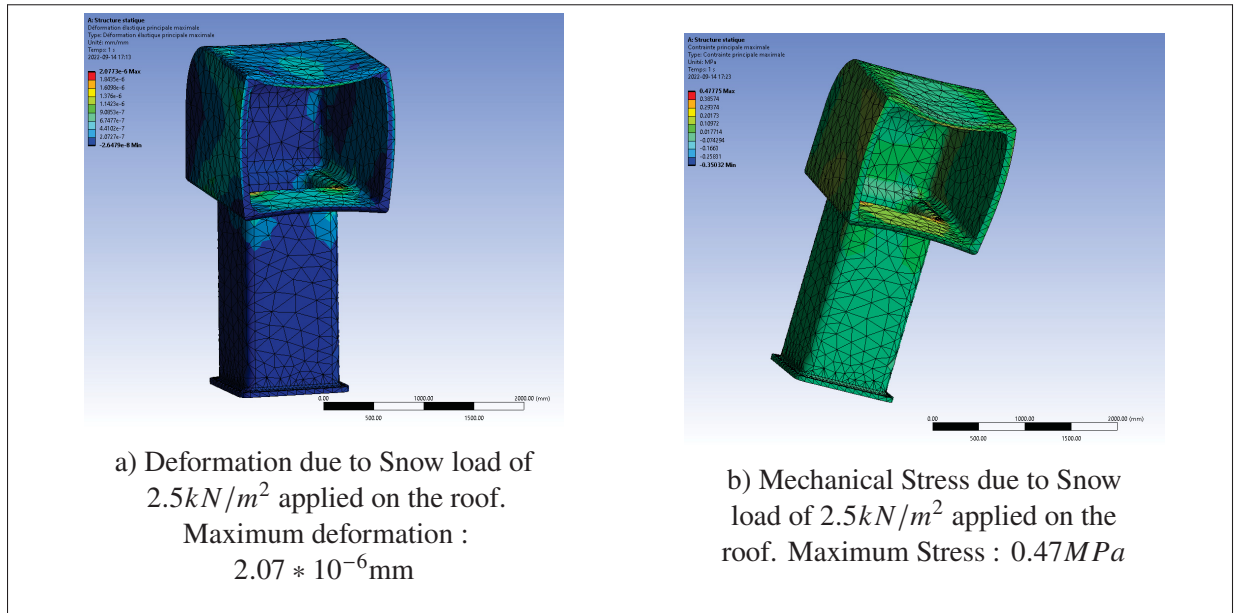 A: Structure statique
Déformation élastique principale maximale
Type: Déformation élastique principale maximale
Unité: mm/mm
Temps: 1 s
2022-09-14 17:13
2.0773e-6 Max
1.8435e-6
1.6098e-6
1.376e-6
1.1423e-6
9.0853e-7
6.7477e-7
4.4102e-7
2.0727e-7
-2.6479e-8 Min
0.00
1000.00
2000.00 (mm)
500.00
1500.00
a) Deformation due to Snow load of
2.5kN/m² applied on the roof.
Maximum deformation :
2.07 * 10⁻⁶mm
A: Structure statique
Contrainte principale maximale
Type: Contrainte principale maximale
Unité: MPa
Temps: 1 s
2022-09-14 17:23
0.47775 Max
0.38574
0.29374
0.20173
0.10972
0.017714
-0.074294
-0.1663
-0.25831
-0.35032 Min
0.00
1000.00
2000.00 (mm)
500.00
1500.00
b) Mechanical Stress due to Snow
load of 2.5kN/m² applied on the
roof. Maximum Stress : 0.47MPa